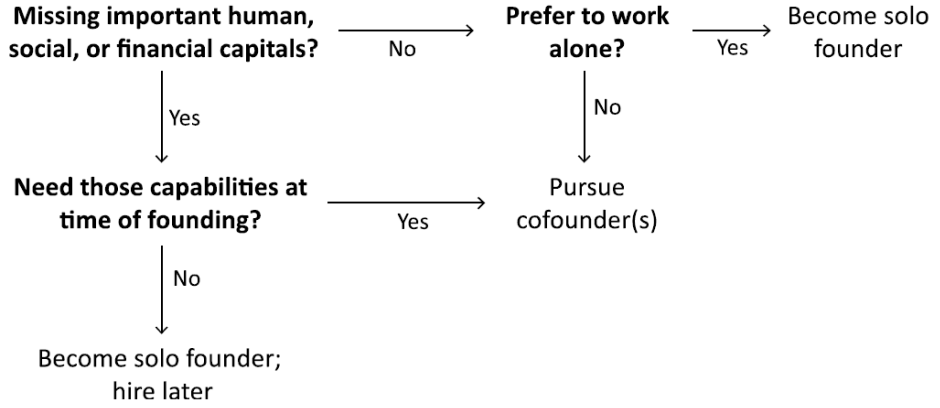 Missing important human,
social, or financial capitals?
No
Prefer to work
alone?
Yes
Become solo
founder
Yes
No
Need those capabilities at
time of founding?
Yes
Pursue
cofounder(s)
No
Become solo founder;
hire later